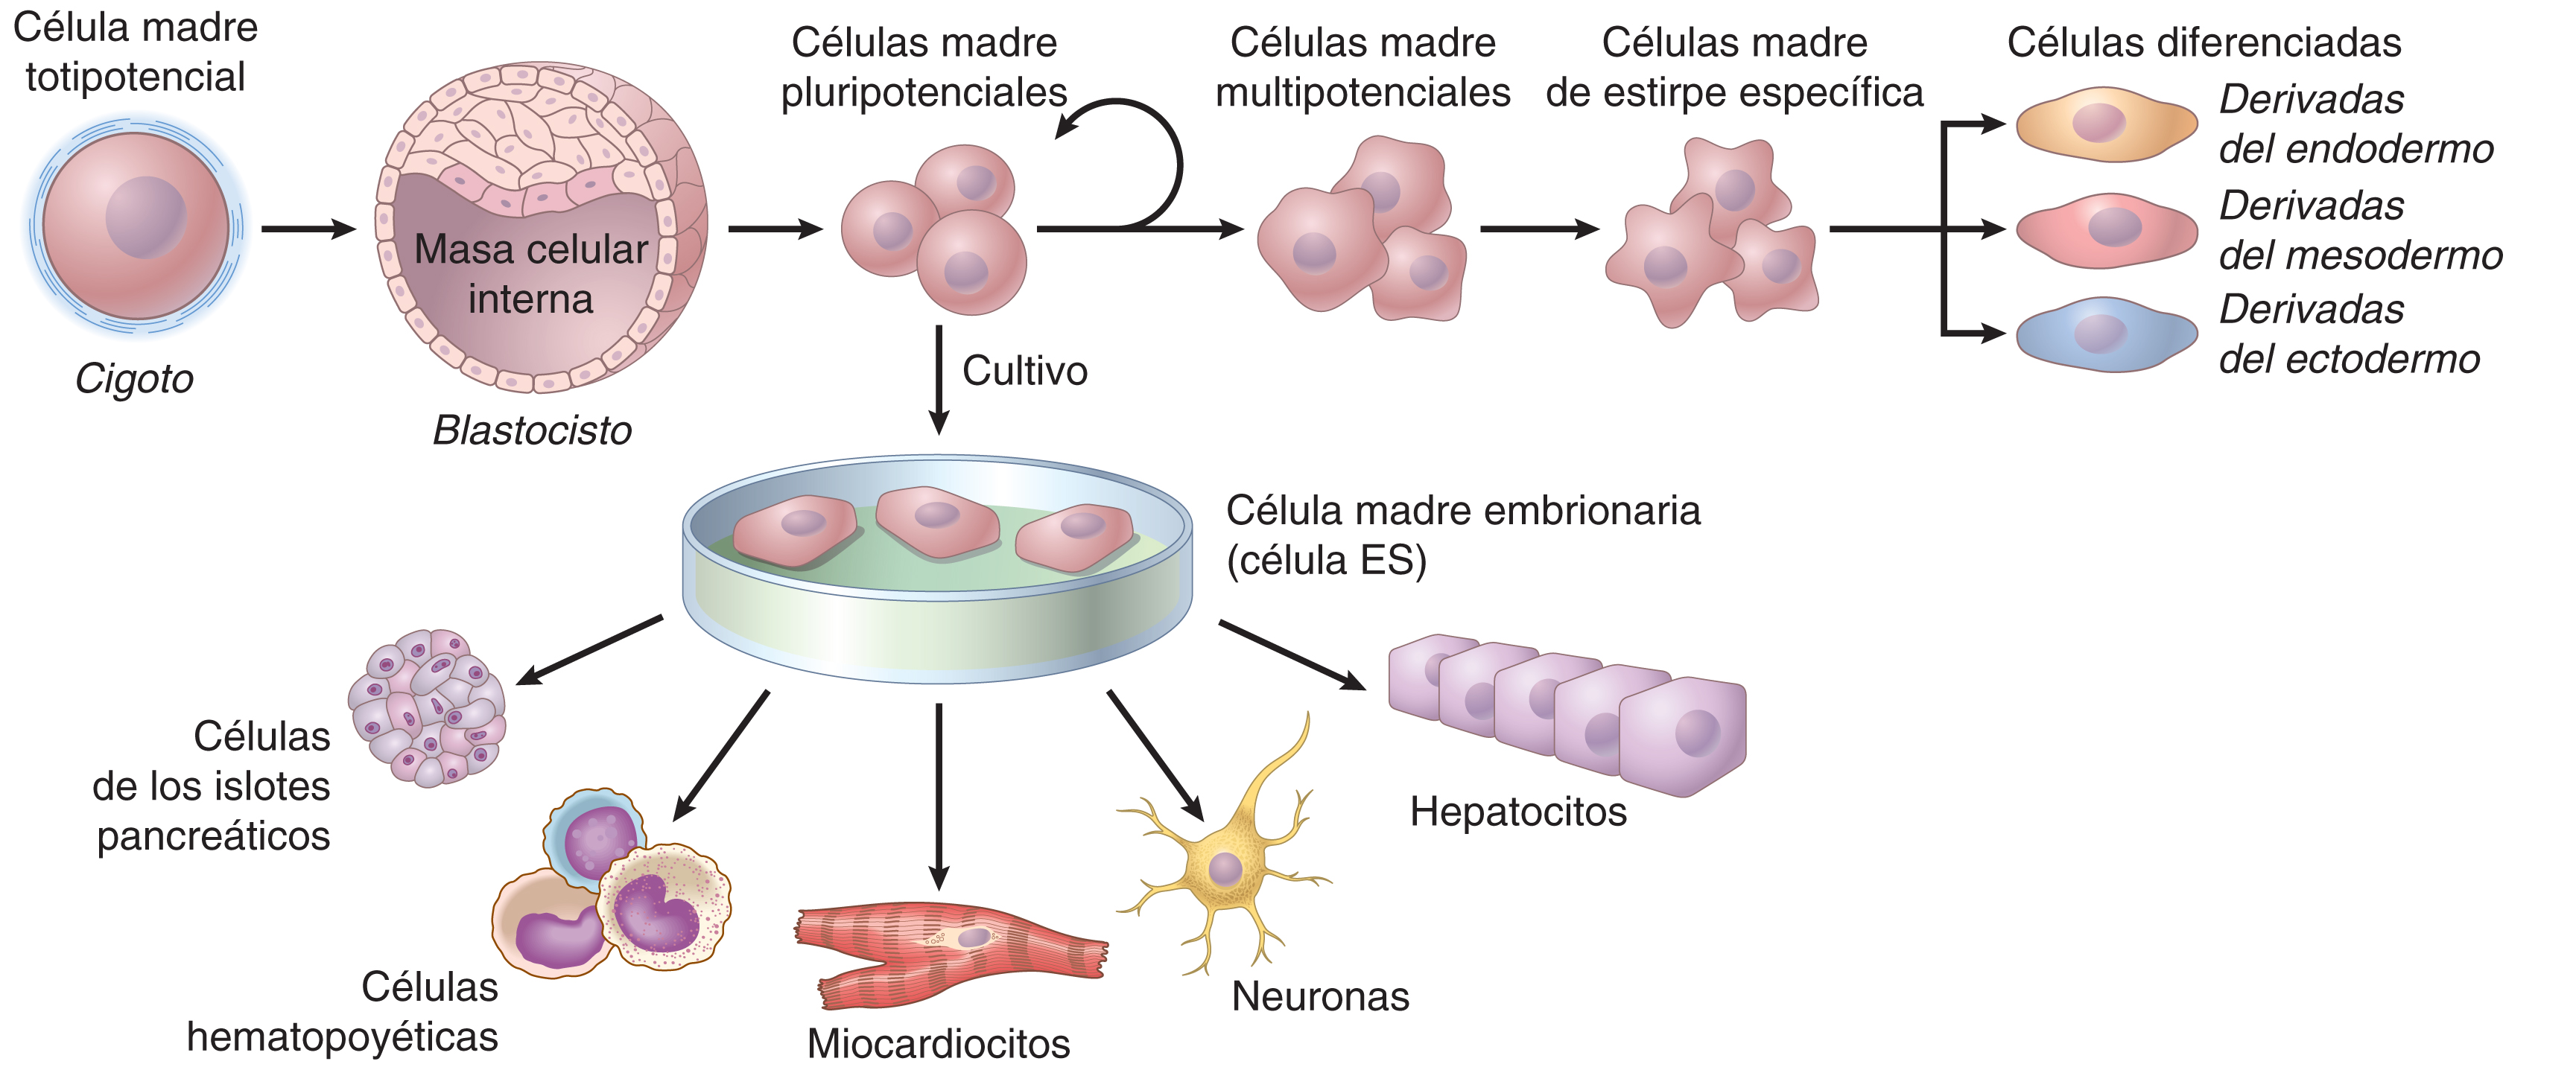 Célula madre
totipotencial
Cigoto
Masa celular
interna
Blastocisto
Células madre
pluripotenciales
Células madre
multipotenciales
Células madre
de estirpe específica
Células diferenciadas
Derivadas
del endodermo
Derivadas
del mesodermo
Derivadas
del ectodermo
Cultivo
Célula madre embrionaria
(célula ES)
Células
de los islotes
pancreáticos
Células
hematopoyéticas
Miocardiocitos
Neuronas
Hepatocitos